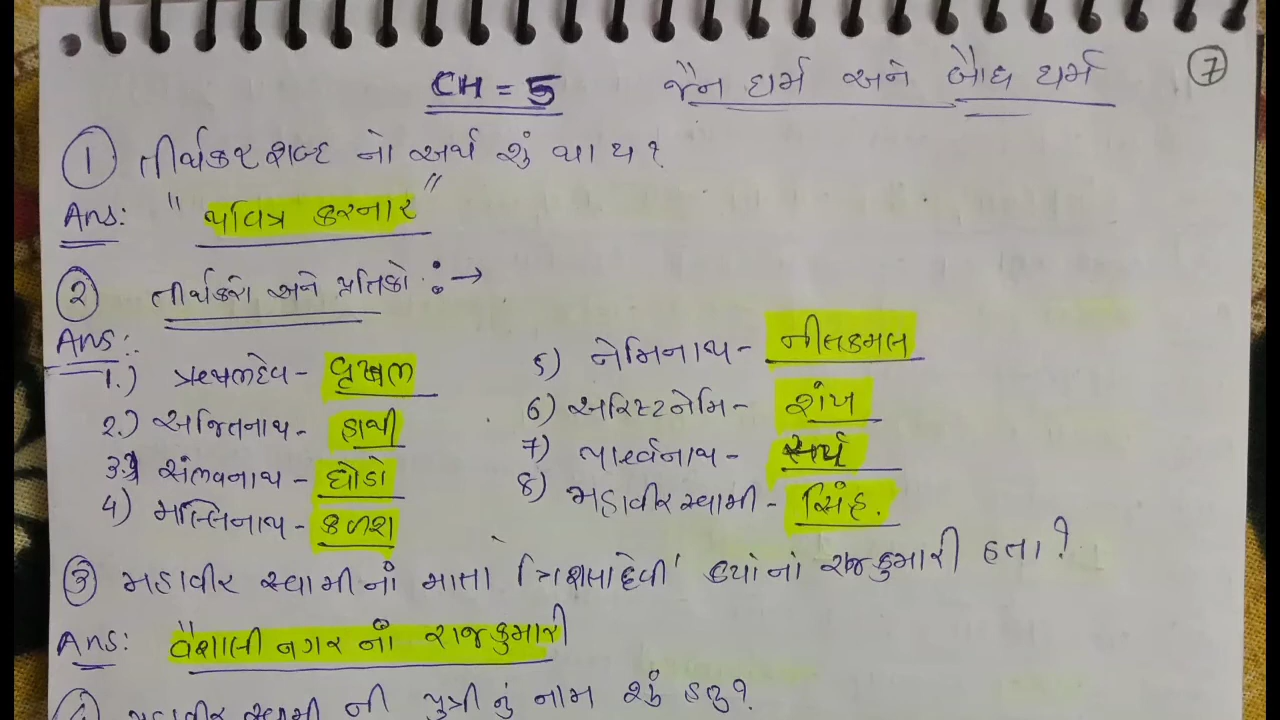 CH = 5 જૈન ધર્મ અને બૌધ ધર્મ 7
1 તીર્થંકર શબ્દ નો અર્થ શું થાય ?
Ans: "પવિત્ર કરનાર"
2 તીર્થંકરો અને પ્રતિકો :→
Ans:
1.) ઋષભદેવ - વૃષભ
2.) અજિતનાથ - હાથી
3) સંભવનાથ - ઘોડો
4) મલ્લિનાથ - કળશ
5) નેમિનાથ - નીલકમલ
6) અરિષ્ટનેમિ - શંખ
7) પાર્શ્વનાથ - સર્પ
8) મહાવીર સ્વામી - સિંહ.
3 મહાવીર સ્વામીનાં માતા ત્રિશલાદેવી કયાંનાં રાજકુમારી હતા ?
Ans: વૈશાલી નગર નાં રાજકુમારી
4 મહાવીર સ્વામી ની પુત્રીનું નામ શું હતુ ?